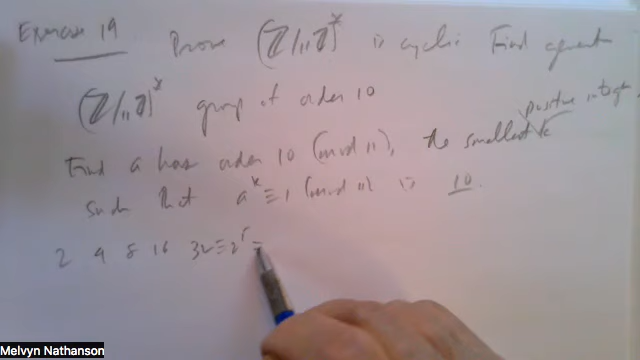 Exercise 19 Prove (ℤ/11ℤ)^x is cyclic Find
(ℤ/11ℤ)^x group of order 10
positive integer
Find a has order 10 (mod 11), the smallest k
such that a^k ≡ 1 (mod 11) is 10.
2 4 8 16 32 ≡ 2^5 =
Melvyn Nathanson